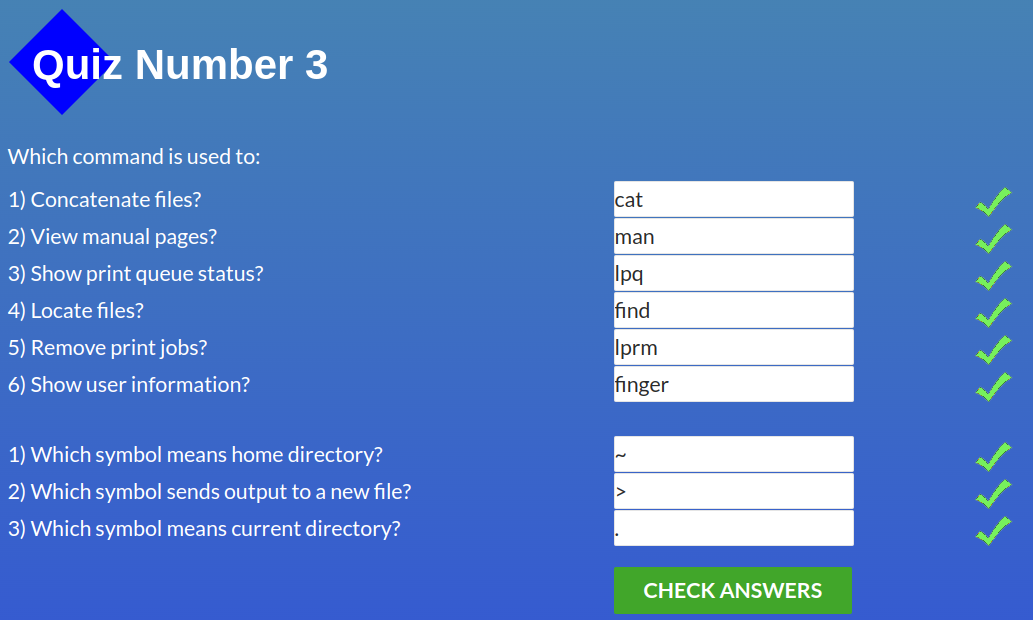 Quiz Number 3
Which command is used to:
1) Concatenate files? cat
2) View manual pages? man
3) Show print queue status? lpq
4) Locate files? find
5) Remove print jobs? lprm
6) Show user information? finger
1) Which symbol means home directory? ~
2) Which symbol sends output to a new file? >
3) Which symbol means current directory? .
CHECK ANSWERS